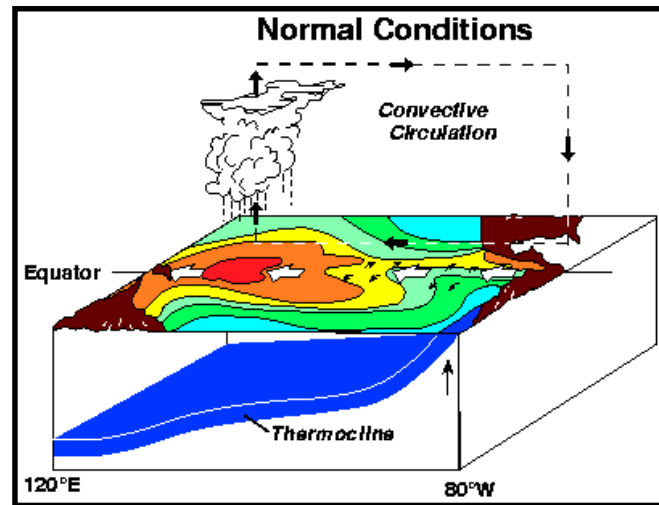 Normal Conditions
Convective
Circulation
Equator
Thermocline
120°E
80°W